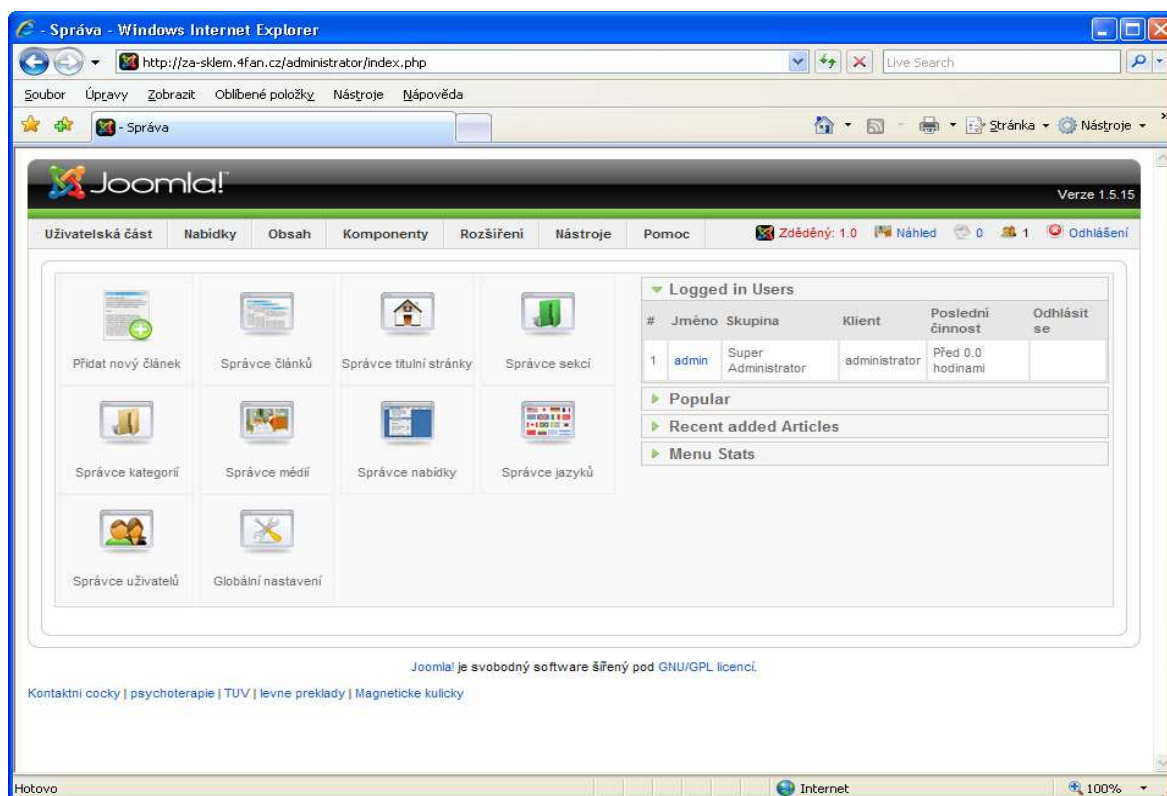 - Správa - Windows Internet Explorer
http://za-sklem.4fan.cz/administrator/index.php
Live Search
Soubor Úpravy Zobrazit Oblíbené položky Nástroje Nápověda
- Správa
Stránka Nástroje »
Joomla!
Verze 1.5.15
Uživatelská část Nabídky Obsah Komponenty Rozšíření Nástroje Pomoc Zděděný: 1.0 Náhled 0 1 Odhlášení
Přidat nový článek Správce článků Správce titulní stránky Správce sekcí
Správce kategorií Správce médií Správce nabídky Správce jazyků
Správce uživatelů Globální nastavení
Logged in Users
# Jméno Skupina Klient Poslední činnost Odhlásit se
1 admin Super Administrator administrator Před 0.0 hodinami
Popular
Recent added Articles
Menu Stats
Joomla! je svobodný software šířený pod GNU/GPL licencí.
Kontaktni cocky | psychoterapie | TUV | levne preklady | Magneticke kulicky
Hotovo Internet 100%